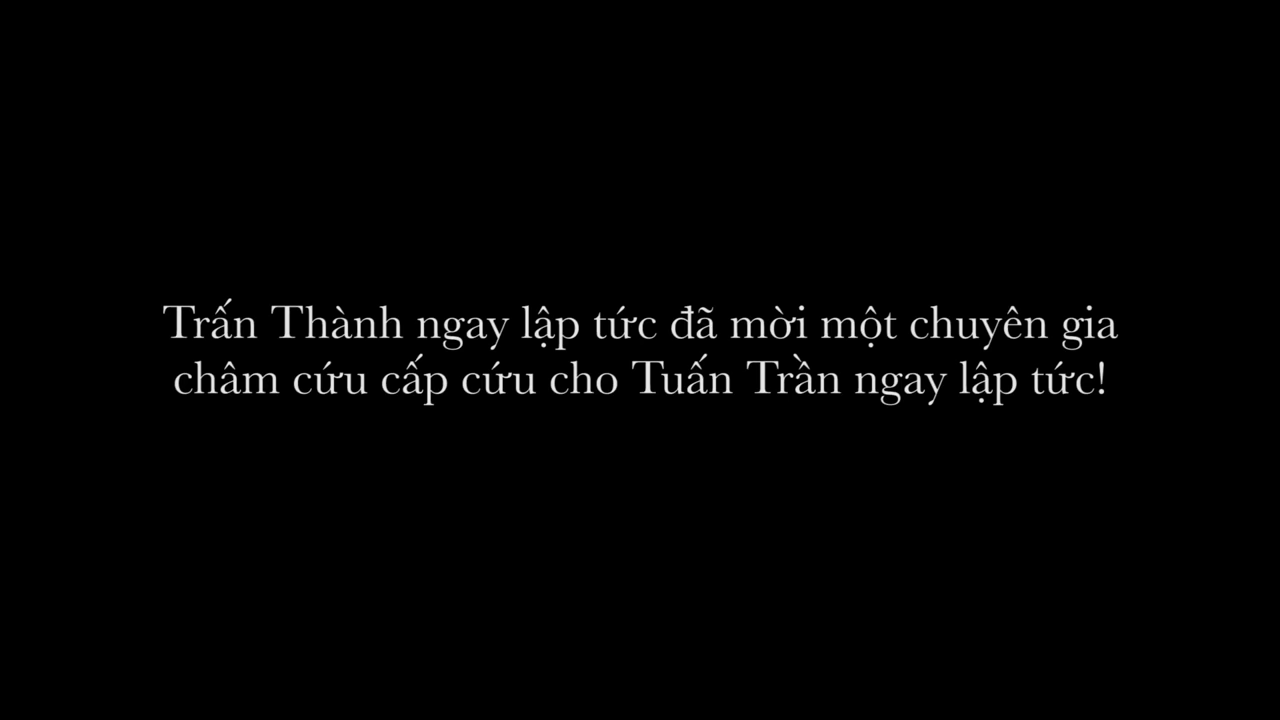 Trấn Thành ngay lập tức đã mời một chuyên gia
châm cứu cấp cứu cho Tuấn Trần ngay lập tức!